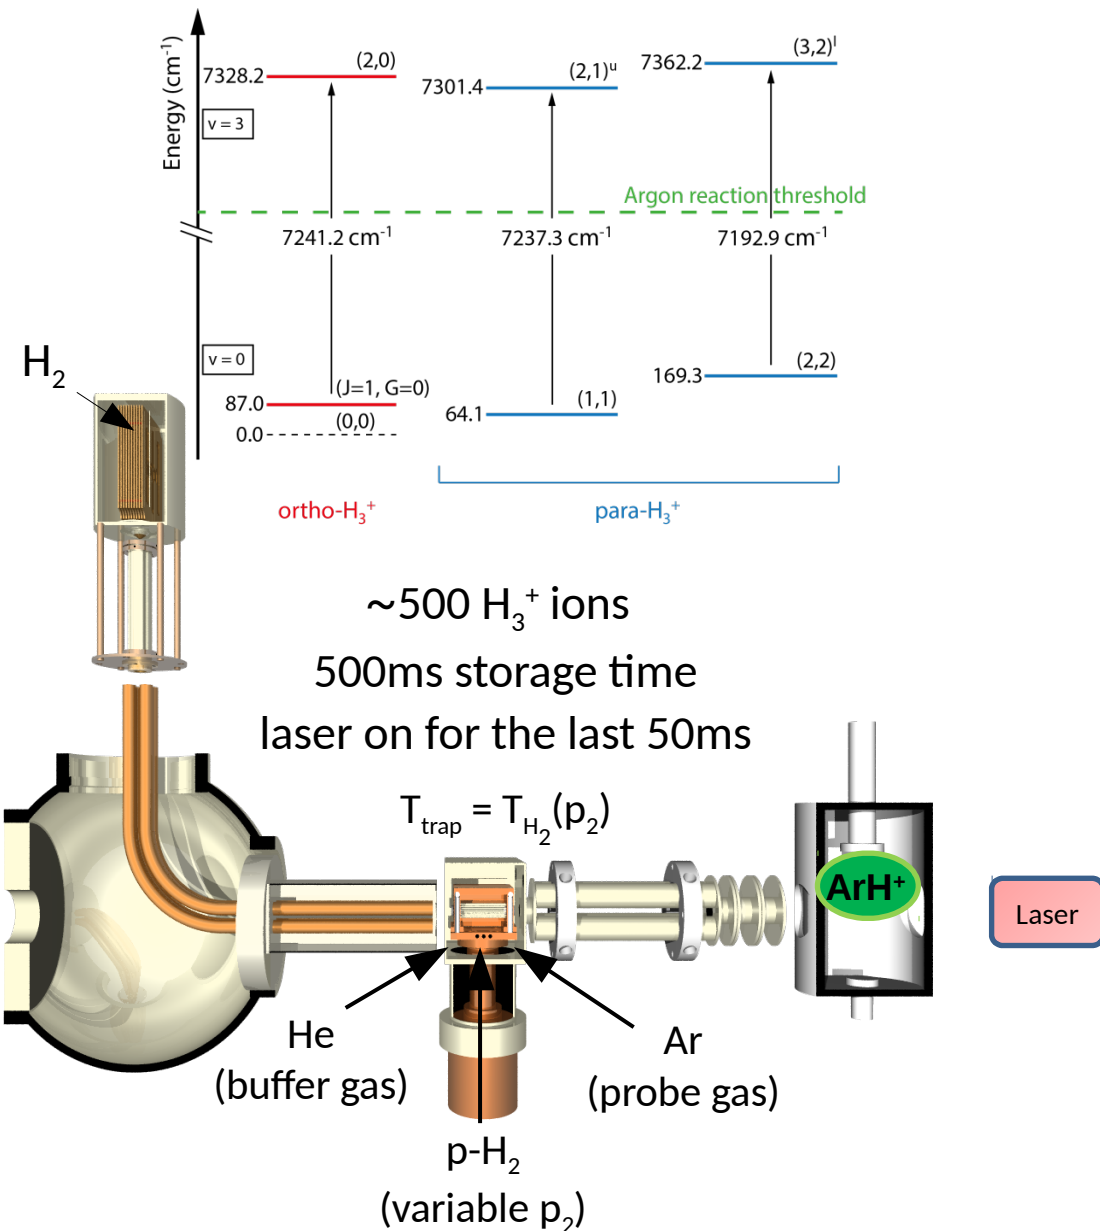 Energy (cm⁻¹)
7328.2
(2,0)
7301.4
(2,1)ᵘ
7362.2
(3,2)ˡ
v = 3
Argon reaction threshold
7241.2 cm⁻¹
7237.3 cm⁻¹
7192.9 cm⁻¹
v = 0
169.3
(2,2)
87.0
(J=1, G=0)
64.1
(1,1)
0.0
(0,0)
ortho-H₃⁺
para-H₃⁺
H₂
~500 H₃⁺ ions
500ms storage time
laser on for the last 50ms
T_trap = T_H₂(p₂)
ArH⁺
Laser
He
(buffer gas)
Ar
(probe gas)
p-H₂
(variable p₂)